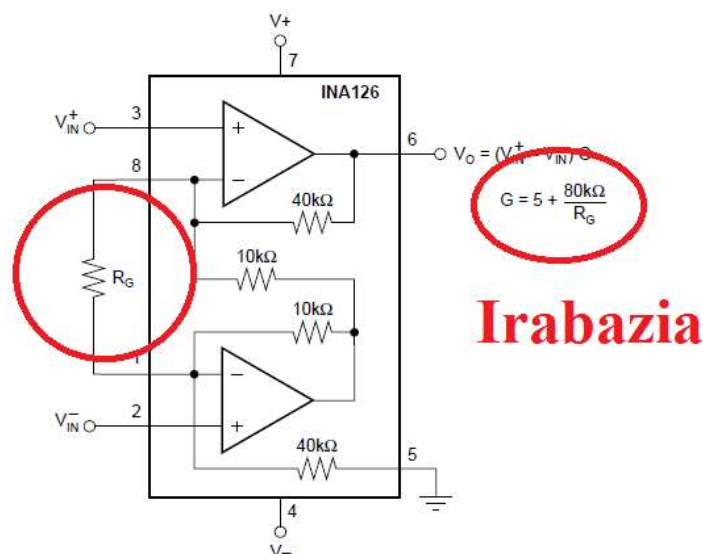 V+
7
INA126
V+IN
3
6
VO = (V+IN – V–IN) G
8
40kΩ
G = 5 + 80kΩ
RG
10kΩ
RG
10kΩ
Irabazia
1
V–IN
2
40kΩ
5
4
V–